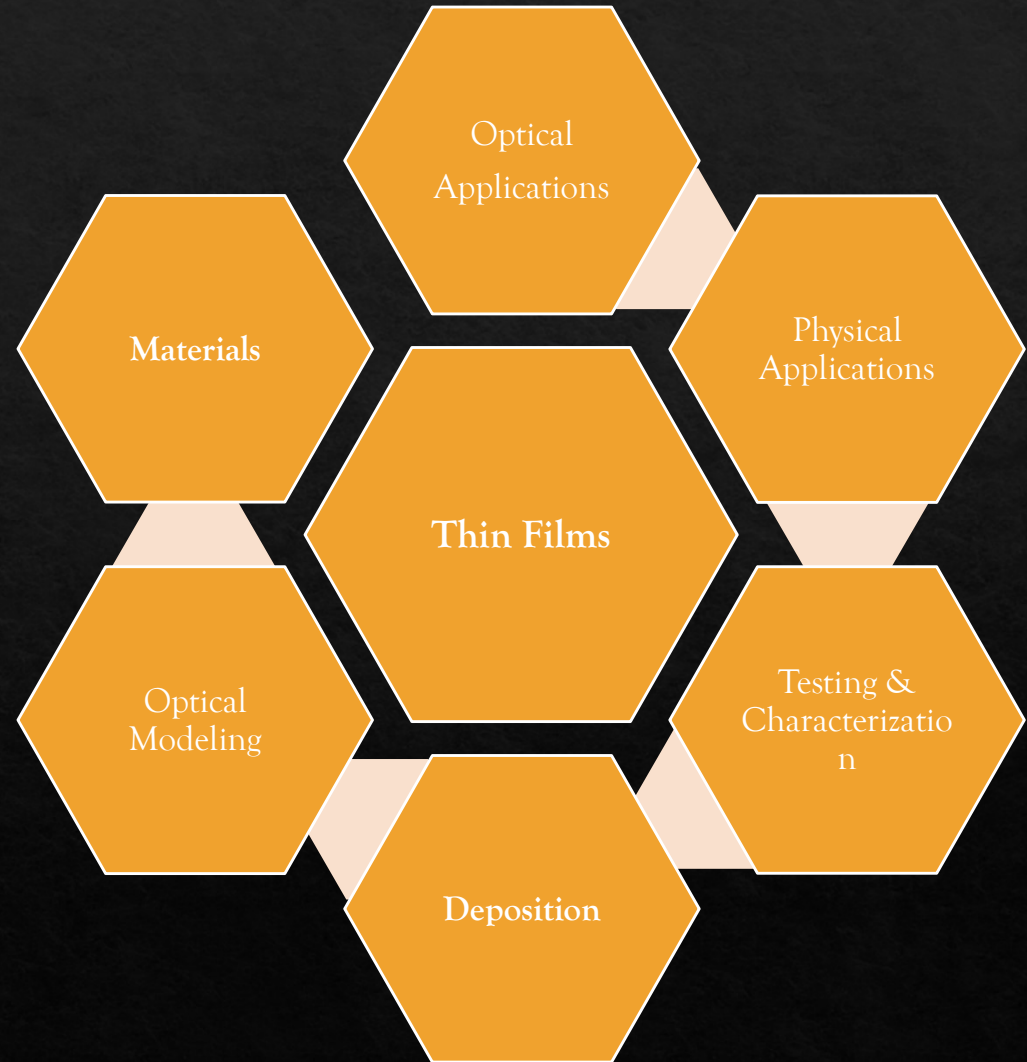 Optical
Applications
Materials
Physical
Applications
Thin Films
Optical
Modeling
Testing &
Characterizatio
n
Deposition